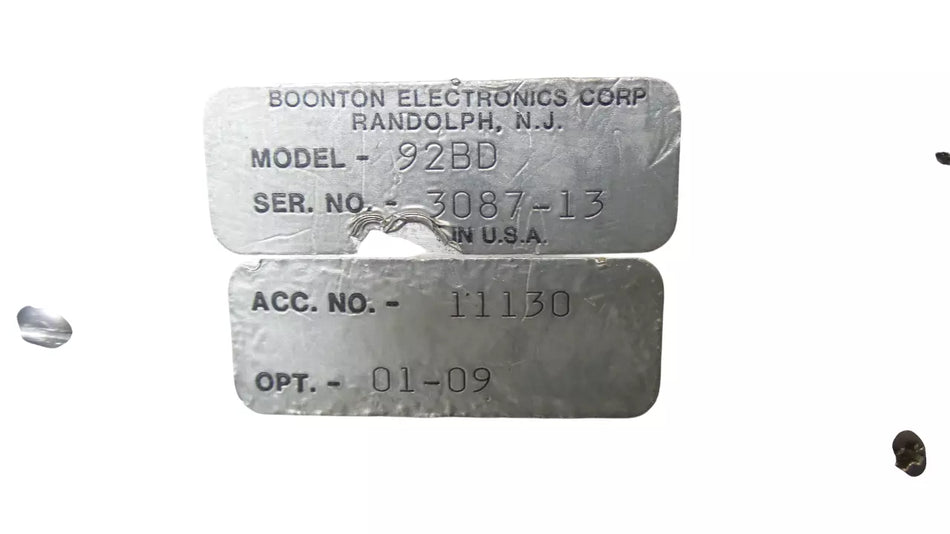 BOONTON ELECTRONICS CORP
RANDOLPH, N.J.
MODEL - 92BD
SER. NO. - 3087-13
IN U.S.A.
ACC. NO. - 11130
OPT. - 01-09